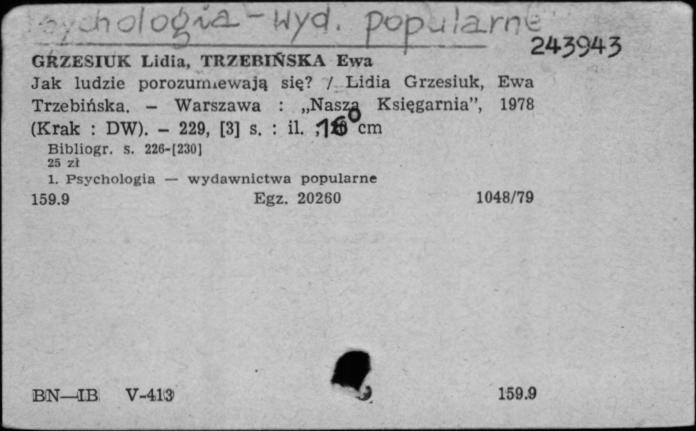 Psychologia - wyd. popularne
243943
GRZESIUK Lidia, TRZEBIŃSKA Ewa
Jak ludzie porozumiewają się? / Lidia Grzesiuk, Ewa
Trzebińska. – Warszawa : „Nasza Księgarnia”, 1978
(Krak : DW). – 229, [3] s. : il. ; cm
Bibliogr. s. 226-[230]
25 zł
1. Psychologia — wydawnictwa popularne
159.9 Egz. 20260 1048/79
BN—IB V-413 159.9